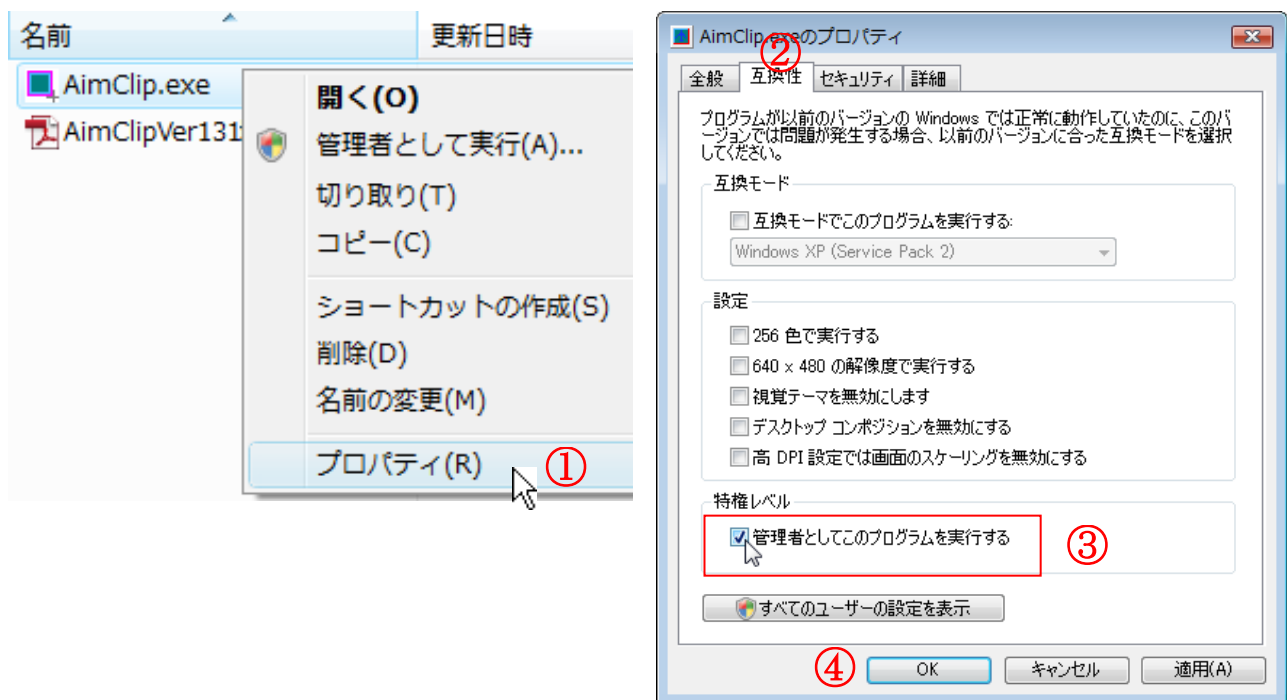 名前
更新日時
AimClip.exe
AimClipVer131
開く(O)
管理者として実行(A)...
切り取り(T)
コピー(C)
ショートカットの作成(S)
削除(D)
名前の変更(M)
プロパティ(R)
①
AimClip.exeのプロパティ
②
全般
互換性
セキュリティ
詳細
プログラムが以前のバージョンの Windows では正常に動作していたのに、このバ
ージョンでは問題が発生する場合、以前のバージョンに合った互換モードを選択
してください。
互換モード
互換モードでこのプログラムを実行する:
Windows XP (Service Pack 2)
設定
256 色で実行する
640 x 480 の解像度で実行する
視覚テーマを無効にします
デスクトップ コンポジションを無効にする
高 DPI 設定では画面のスケーリングを無効にする
特権レベル
管理者としてこのプログラムを実行する
③
すべてのユーザーの設定を表示
④
OK
キャンセル
適用(A)